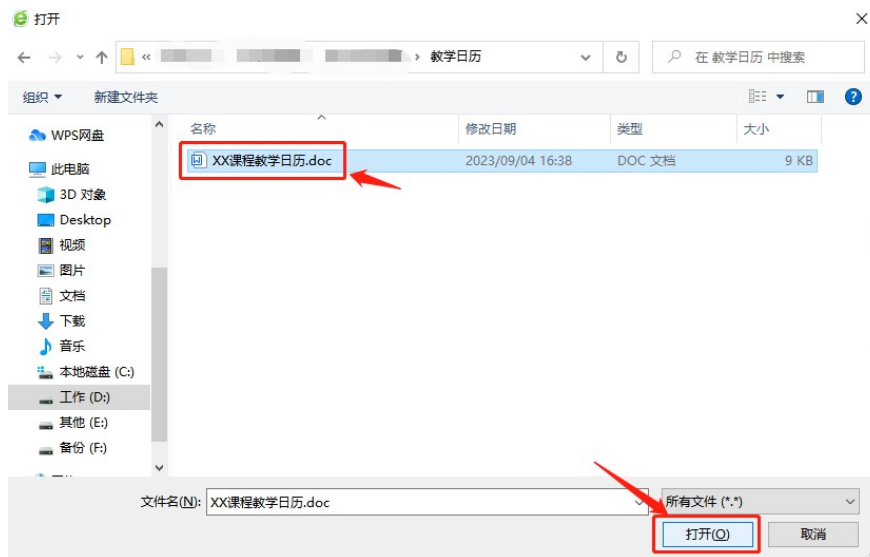 打开
« › 教学日历
在 教学日历 中搜索
组织
新建文件夹
名称
修改日期
类型
大小
XX课程教学日历.doc
2023/09/04 16:38
DOC 文档
9 KB
WPS网盘
此电脑
3D 对象
Desktop
视频
图片
文档
下载
音乐
本地磁盘 (C:)
工作 (D:)
其他 (E:)
备份 (F:)
文件名(N): XX课程教学日历.doc
所有文件 (*.*)
打开(O)
取消